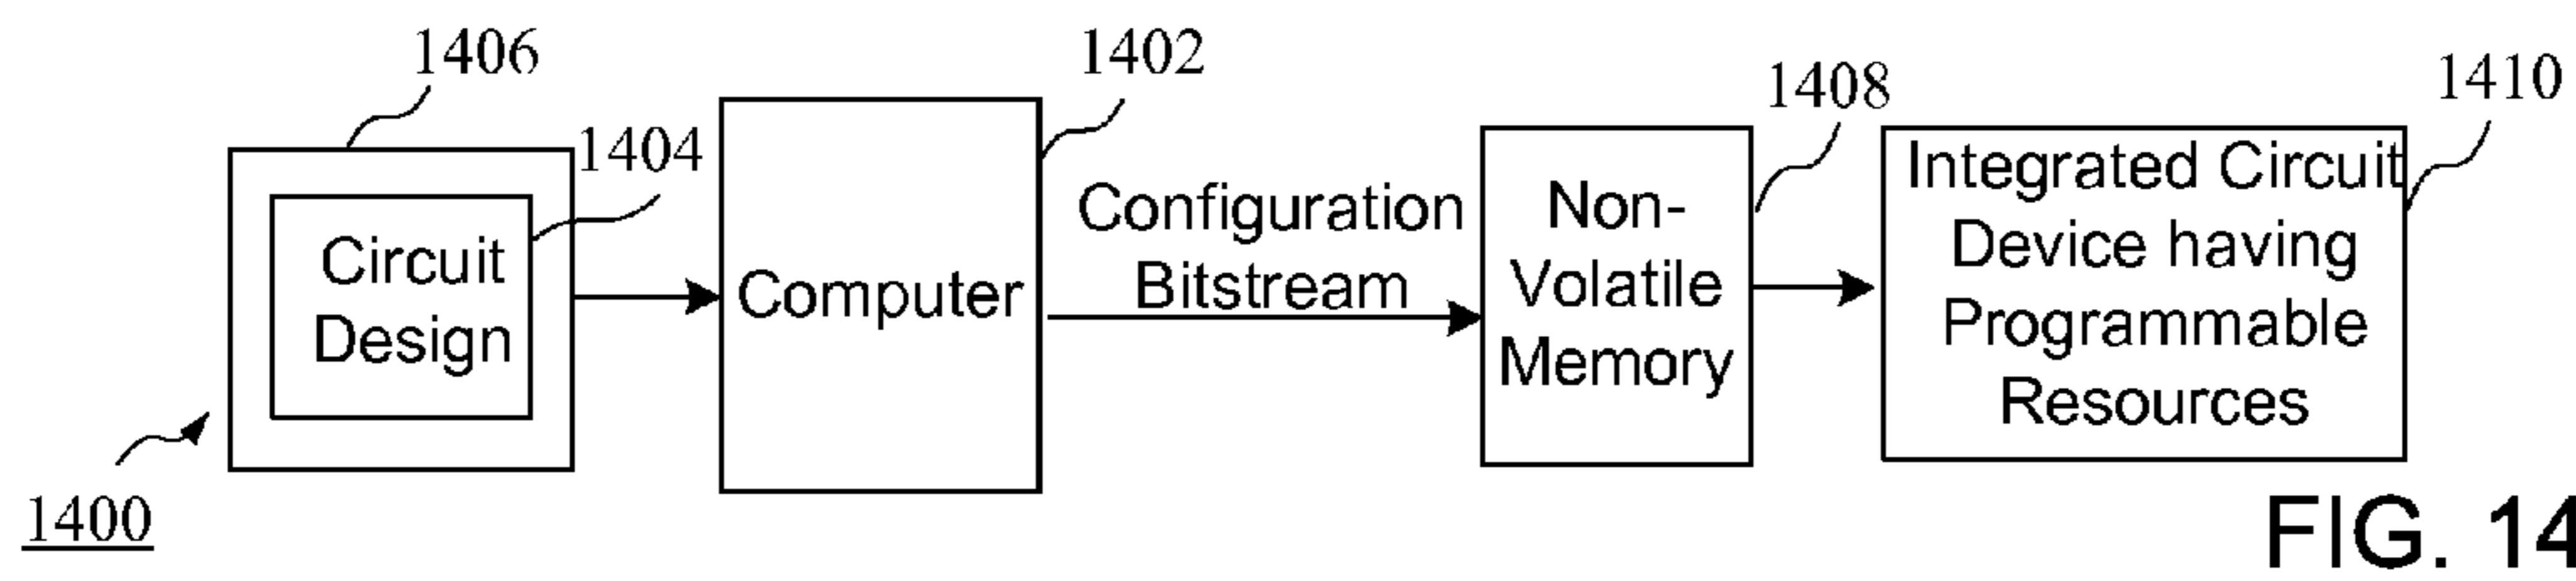 1406
1404
Circuit
Design
1400
1402
Computer
Configuration
Bitstream
1408
Non-
Volatile
Memory
1410
Integrated Circuit
Device having
Programmable
Resources
FIG. 14